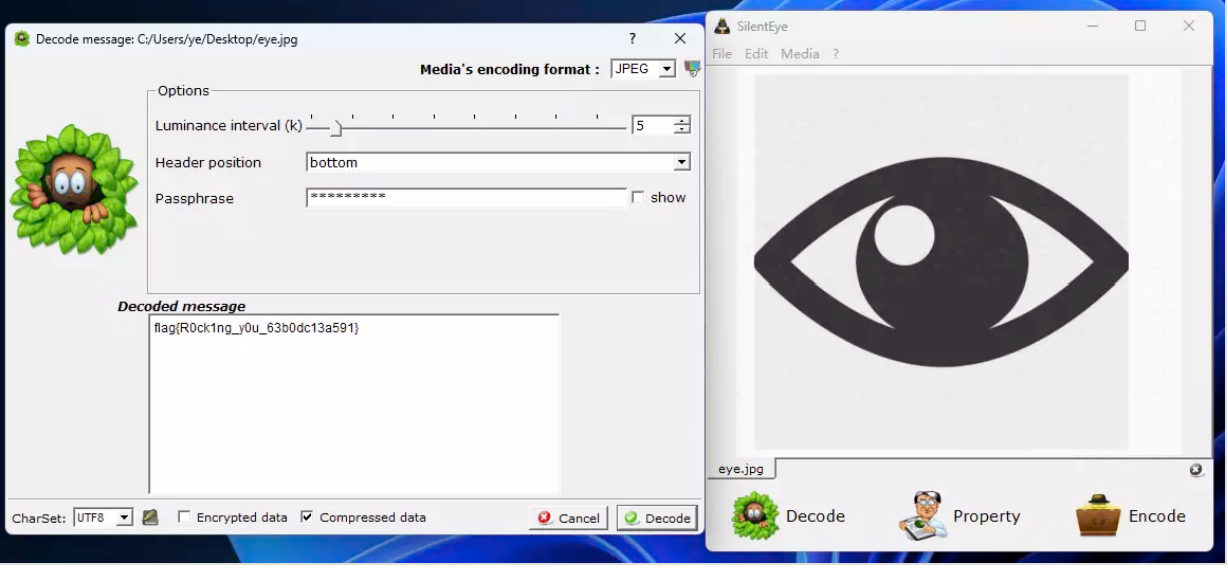 Decode message: C:/Users/ye/Desktop/eye.jpg
?
Media's encoding format : JPEG
Options
Luminance interval (k) 5
Header position bottom
Passphrase ********* show
Decoded message
flag{R0ck1ng_y0u_63b0dc13a591}
CharSet: UTF8 Encrypted data Compressed data Cancel Decode
SilentEye
File Edit Media ?
eye.jpg
Decode Property Encode